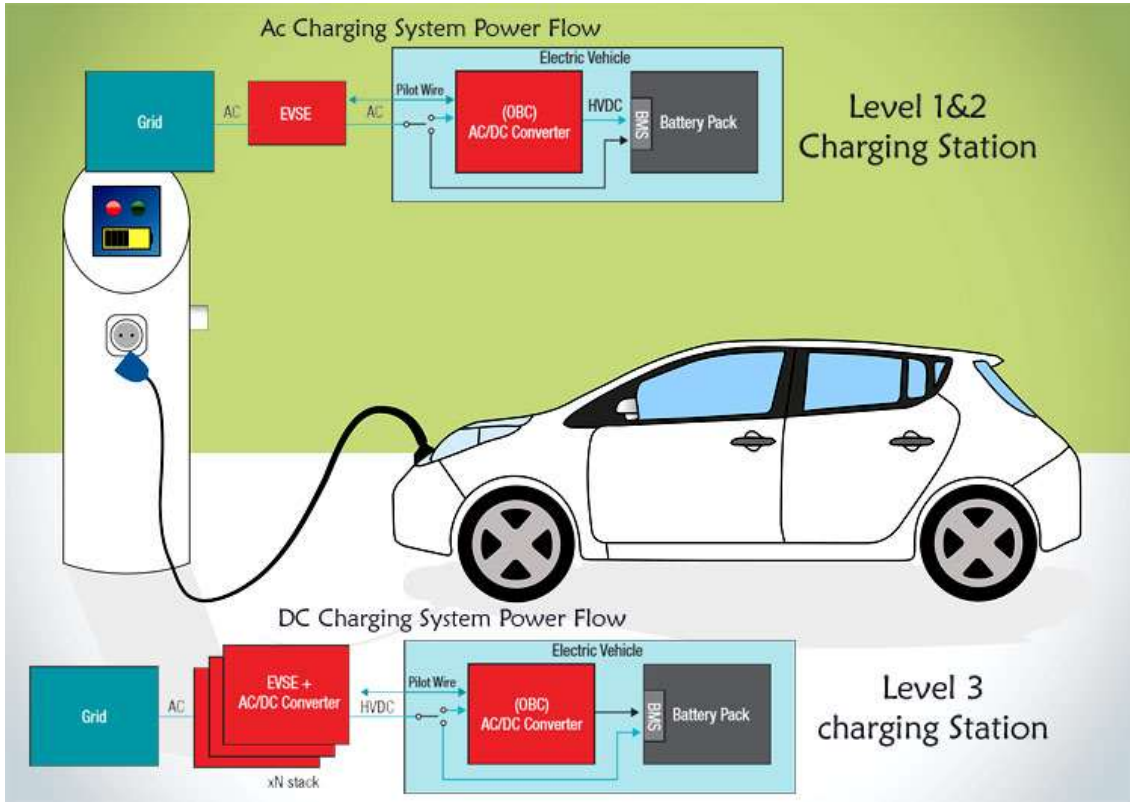 Ac Charging System Power Flow
Electric Vehicle
Grid
AC
EVSE
Pilot Wire
AC
(OBC)
AC/DC Converter
HVDC
BMS
Battery Pack
Level 1&2
Charging Station
DC Charging System Power Flow
Electric Vehicle
Grid
AC
EVSE +
AC/DC Converter
xN stack
Pilot Wire
HVDC
(OBC)
AC/DC Converter
BMS
Battery Pack
Level 3
charging Station